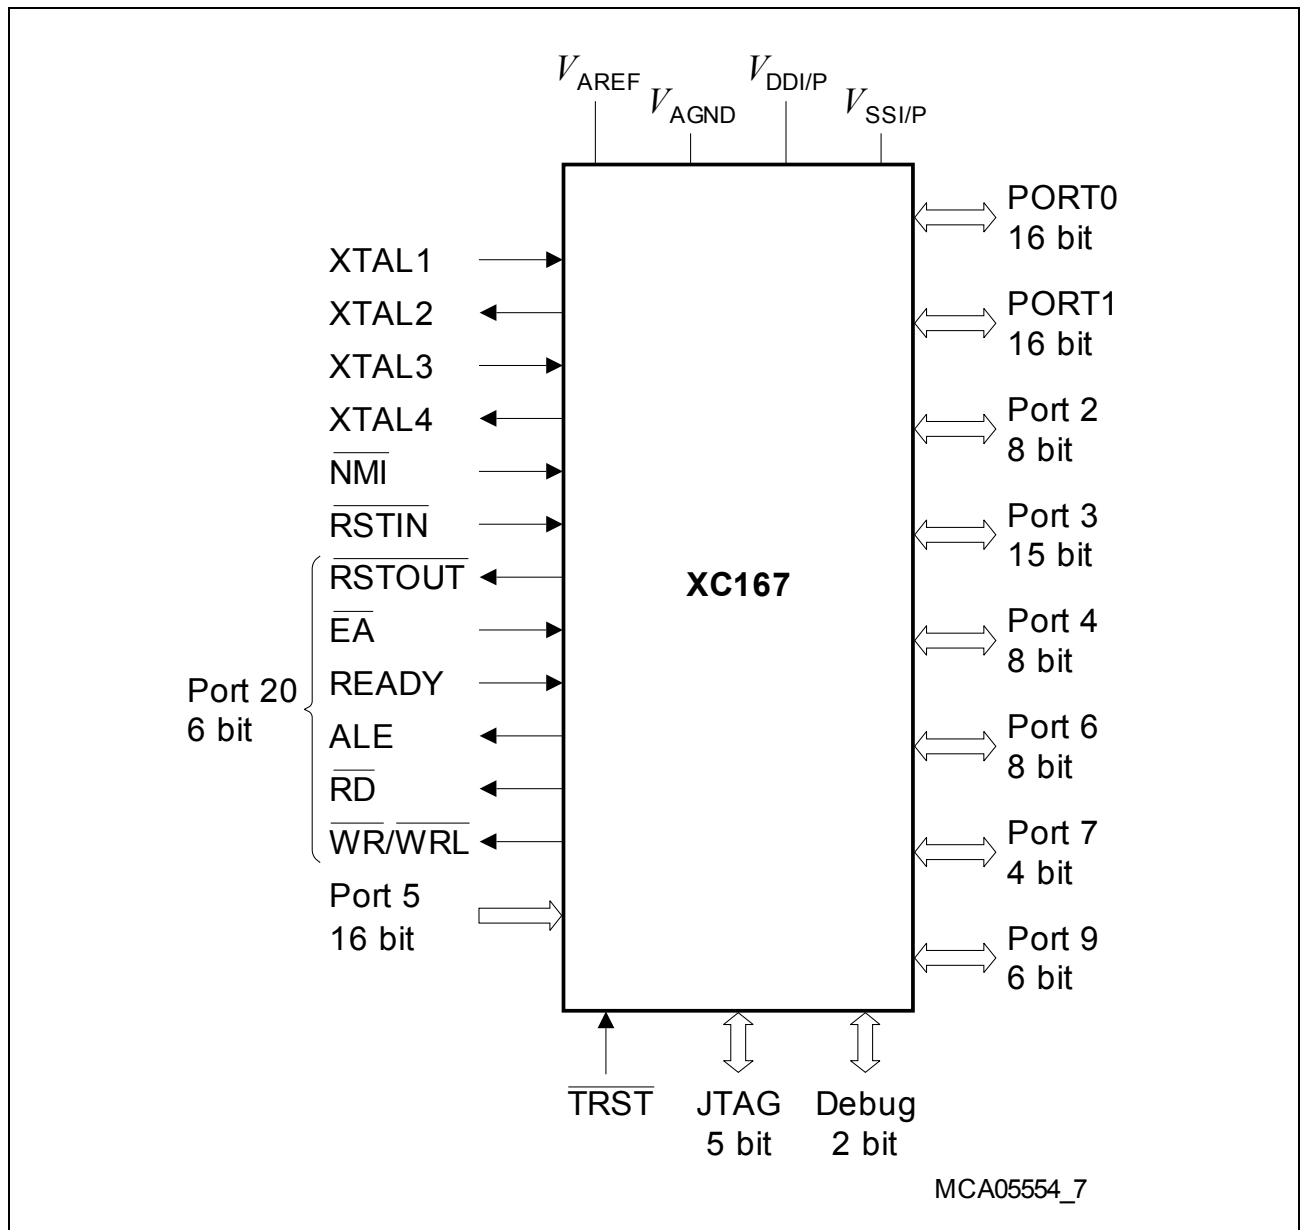 VAREF
VAGND
VDDI/P
VSSI/P
XTAL1
XTAL2
XTAL3
XTAL4
NMI
RSTIN
RSTOUT
EA
READY
ALE
RD
WR/WRL
Port 20
6 bit
Port 5
16 bit
XC167
PORT0
16 bit
PORT1
16 bit
Port 2
8 bit
Port 3
15 bit
Port 4
8 bit
Port 6
8 bit
Port 7
4 bit
Port 9
6 bit
TRST
JTAG
5 bit
Debug
2 bit
MCA05554_7